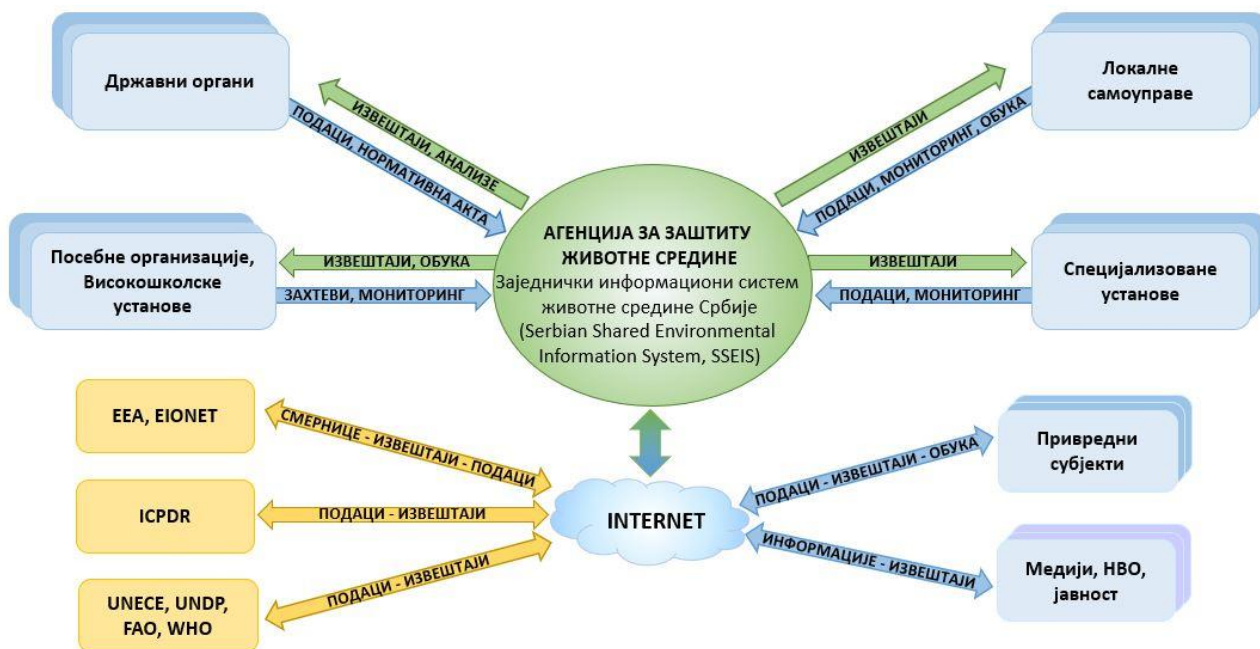 Државни органи
ИЗВЕШТАЈИ, АНАЛИЗЕ
ПОДАЦИ, НОРМАТИВНА АКТА
Локалне
самоуправе
ИЗВЕШТАЈИ
ПОДАЦИ, МОНИТОРИНГ, ОБУКА
Посебне организације,
Високошколске
установе
ИЗВЕШТАЈИ, ОБУКА
ЗАХТЕВИ, МОНИТОРИНГ
АГЕНЦИЈА ЗА ЗАШТИТУ
ЖИВОТНЕ СРЕДИНЕ
Заједнички информациони систем
животне средине Србије
(Serbian Shared Environmental
Information System, SSEIS)
ИЗВЕШТАЈИ
ПОДАЦИ, МОНИТОРИНГ
Специјализоване
установе
EEA, EIONET
СМЕРНИЦЕ - ИЗВЕШТАЈИ - ПОДАЦИ
ICPDR
ПОДАЦИ - ИЗВЕШТАЈИ
UNECE, UNDP,
FAO, WHO
ПОДАЦИ - ИЗВЕШТАЈИ
INTERNET
ПОДАЦИ - ИЗВЕШТАЈИ - ОБУКА
Привредни
субјекти
ИНФОРМАЦИЈЕ - ИЗВЕШТАЈИ
Медији, НВО,
јавност